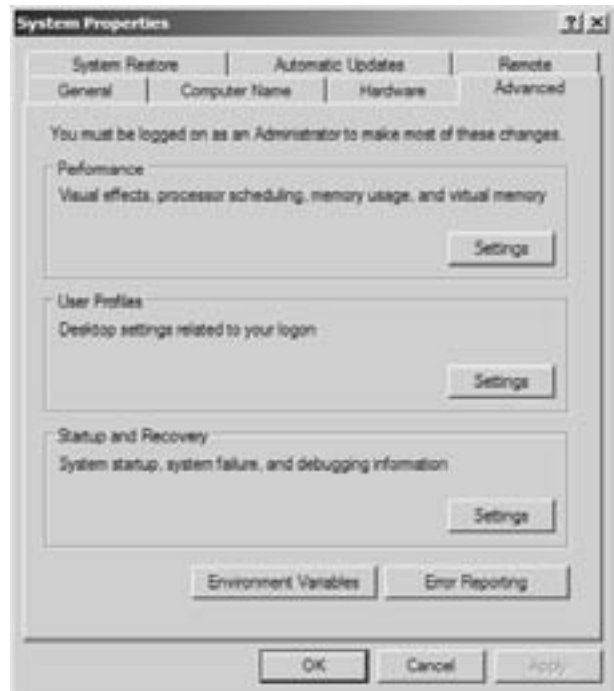 System Properties
? X
System Restore Automatic Updates Remote
General Computer Name Hardware Advanced
You must be logged on as an Administrator to make most of these changes.
Performance
Visual effects, processor scheduling, memory usage, and virtual memory
Settings
User Profiles
Desktop settings related to your logon
Settings
Startup and Recovery
System startup, system failure, and debugging information
Settings
Environment Variables Error Reporting
OK Cancel Apply